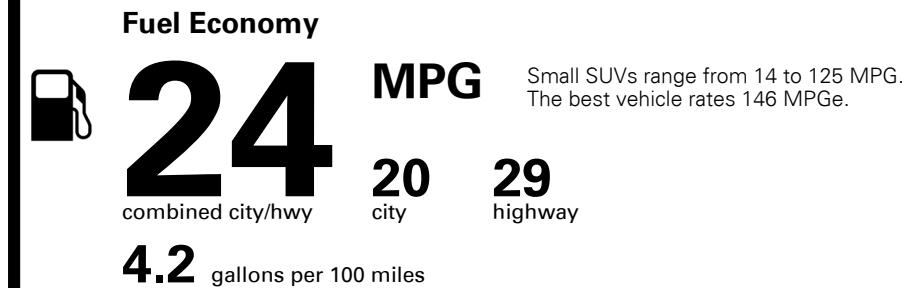 Fuel Economy
24 MPG
Small SUVs range from 14 to 125 MPG.
The best vehicle rates 146 MPGe.
combined city/hwy
20
city
29
highway
4.2 gallons per 100 miles